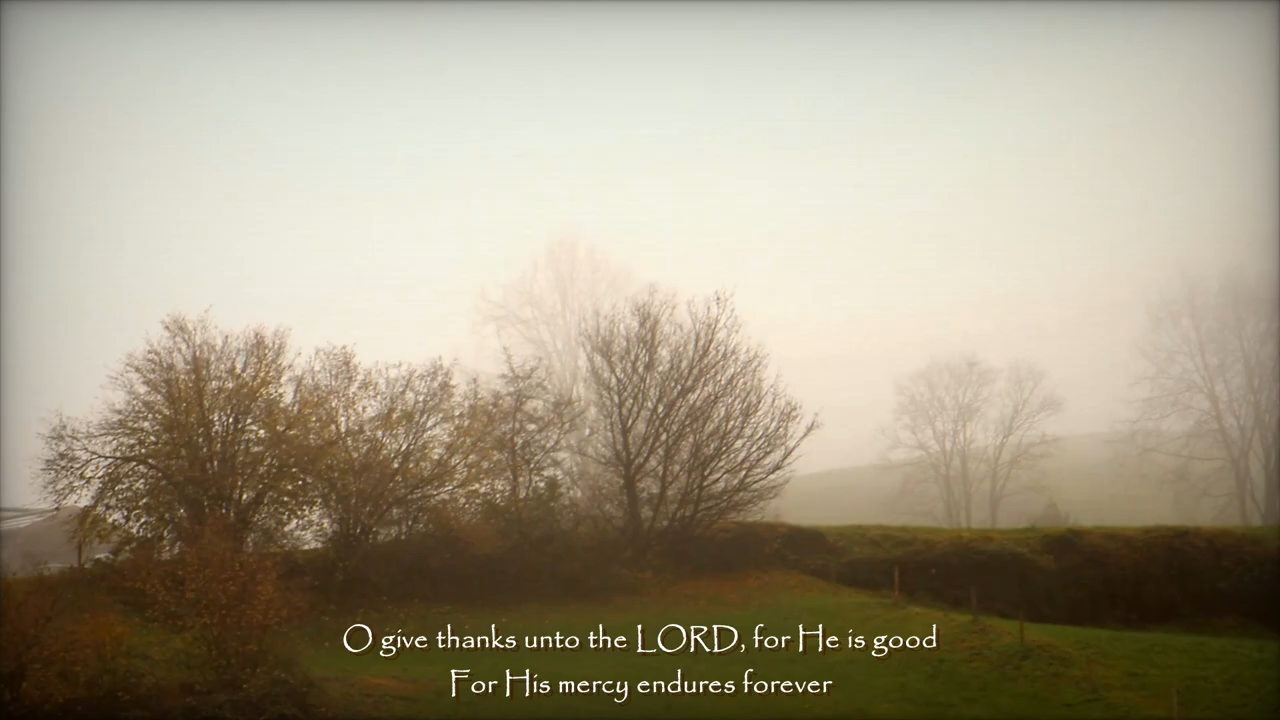 O give thanks unto the LORD, for He is good
For His mercy endures forever